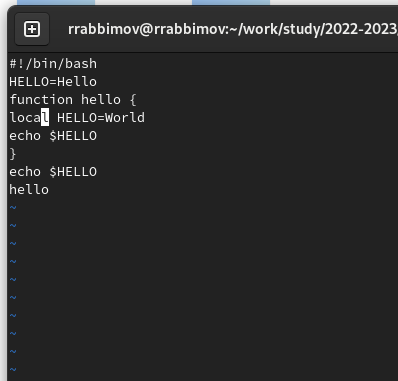 rrabbimov@rrabbimov:~/work/study/2022-2023
#!/bin/bash
HELLO=Hello
function hello {
local HELLO=World
echo $HELLO
}
echo $HELLO
hello
~
~
~
~
~
~
~
~
~
~